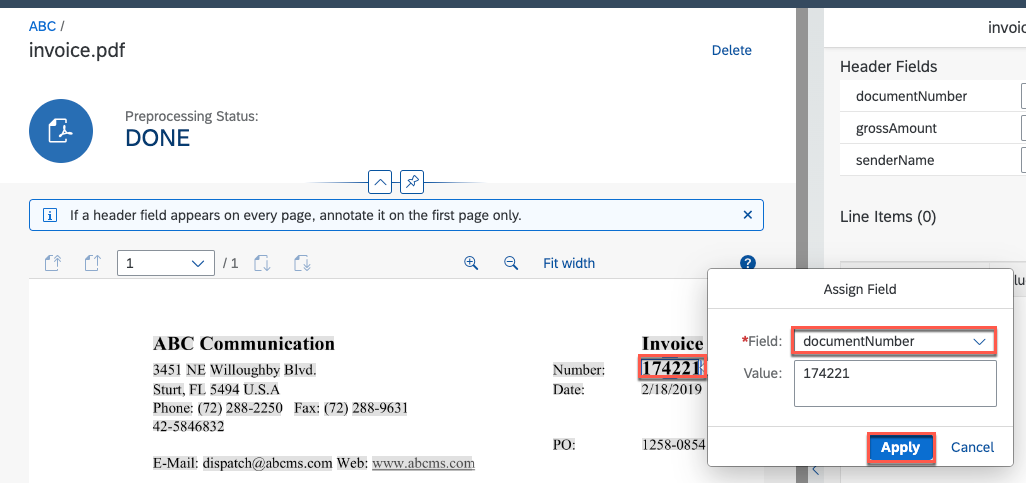 ABC /
invoice.pdf
Delete
Preprocessing Status:
DONE
If a header field appears on every page, annotate it on the first page only.
1 / 1
Fit width
ABC Communication
3451 NE Willoughby Blvd.
Sturt, FL 5494 U.S.A
Phone: (72) 288-2250 Fax: (72) 288-9631
42-5846832
E-Mail: dispatch@abcms.com Web: www.abcms.com
Invoice
Number: 174221
Date: 2/18/2019
PO: 1258-0854
Header Fields
documentNumber
grossAmount
senderName
Line Items (0)
Assign Field
*Field: documentNumber
Value: 174221
Apply Cancel